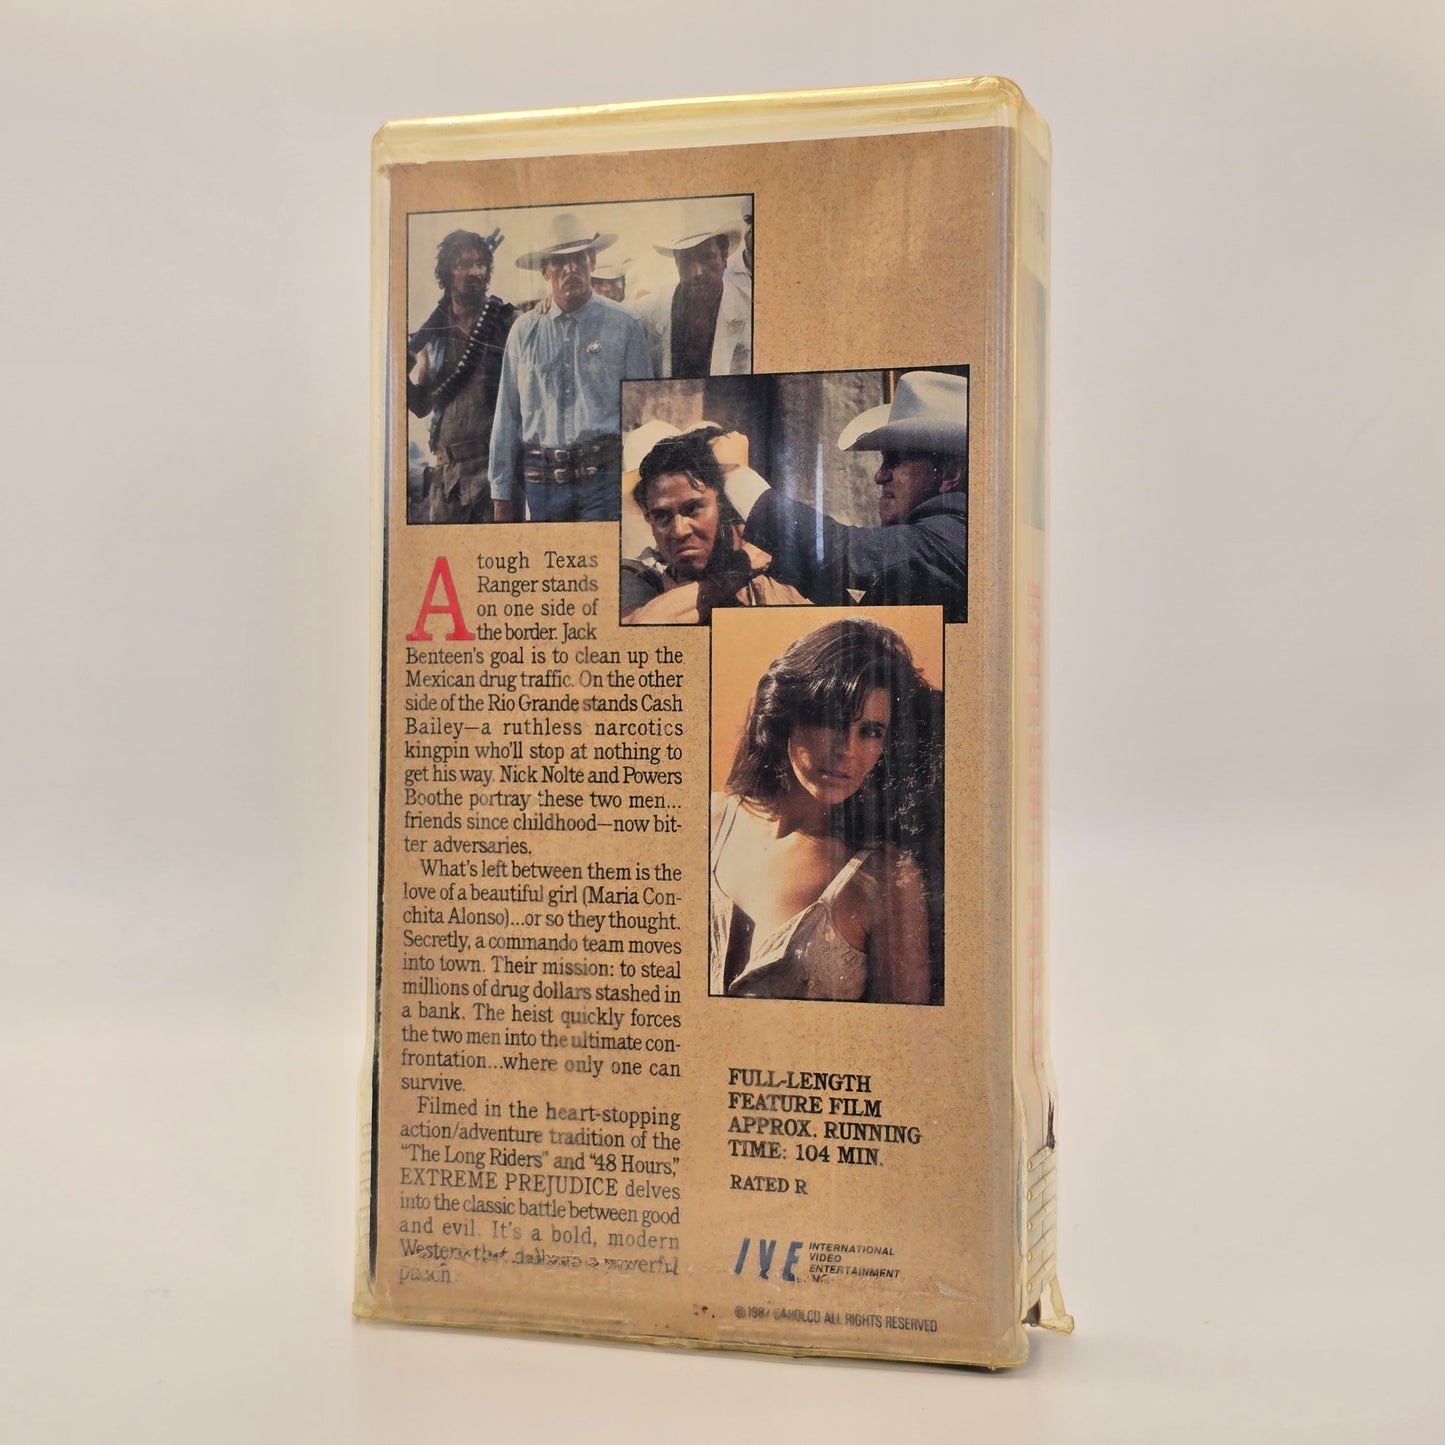 A tough Texas
Ranger stands
on one side of
the border. Jack
Benteen's goal is to clean up the
Mexican drug traffic. On the other
side of the Rio Grande stands Cash
Bailey—a ruthless narcotics
kingpin who'll stop at nothing to
get his way. Nick Nolte and Powers
Boothe portray these two men...
friends since childhood—now bit-
ter adversaries.
What's left between them is the
love of a beautiful girl (Maria Con-
chita Alonso)...or so they thought.
Secretly, a commando team moves
into town. Their mission: to steal
millions of drug dollars stashed in
a bank. The heist quickly forces
the two men into the ultimate con-
frontation...where only one can
survive.
Filmed in the heart-stopping
action/adventure tradition of the
"The Long Riders" and "48 Hours,"
EXTREME PREJUDICE delves
into the classic battle between good
and evil. It's a bold, modern
Western that delivers a powerful
punch.
FULL-LENGTH
FEATURE FILM
APPROX. RUNNING
TIME: 104 MIN.
RATED R
IVE INTERNATIONAL
VIDEO
ENTERTAINMENT
© 1987 CAROLCO ALL RIGHTS RESERVED